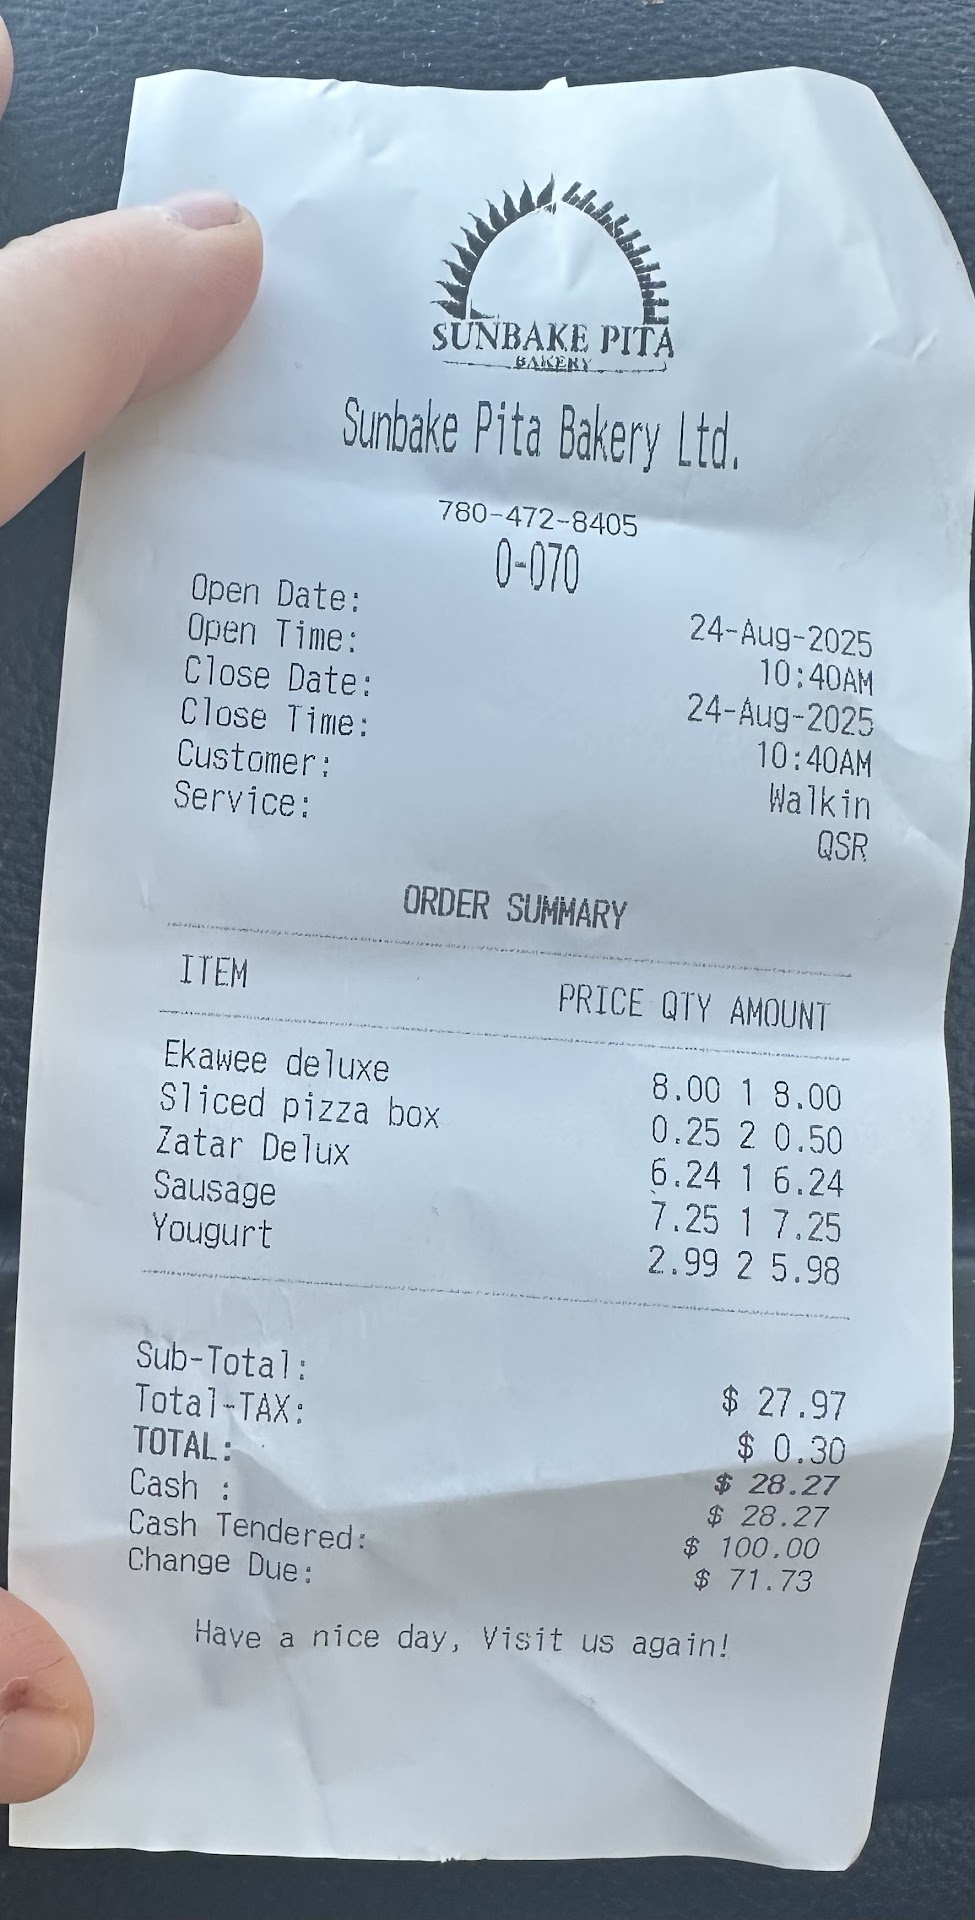 SUNBAKE PITA
BAKERY
Sunbake Pita Bakery Ltd.
780-472-8405
0-070
Open Date: 24-Aug-2025
Open Time: 10:40AM
Close Date: 24-Aug-2025
Close Time: 10:40AM
Customer: Walkin
Service: QSR
ORDER SUMMARY
ITEM PRICE QTY AMOUNT
Ekawee deluxe 8.00 1 8.00
Sliced pizza box 0.25 2 0.50
Zatar Delux 6.24 1 6.24
Sausage 7.25 1 7.25
Yougurt 2.99 2 5.98
Sub-Total: $ 27.97
Total-TAX: $ 0.30
TOTAL: $ 28.27
Cash : $ 28.27
Cash Tendered: $ 100.00
Change Due: $ 71.73
Have a nice day, Visit us again!